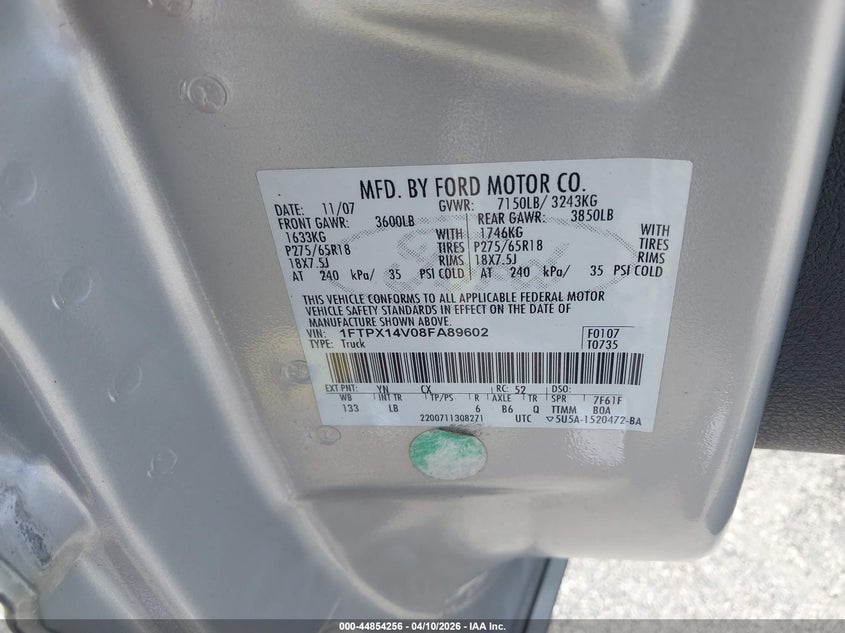 MFD. BY FORD MOTOR CO.
DATE: 11/07 GVWR: 7150LB/ 3243KG
FRONT GAWR: 3600LB REAR GAWR: 3850LB
1633KG WITH 1746KG WITH
P275/65R18 TIRES P275/65R18 TIRES
18X7.5J RIMS 18X7.5J RIMS
AT 240 kPa/ 35 PSI COLD AT 240 kPa/ 35 PSI COLD
Ford
THIS VEHICLE CONFORMS TO ALL APPLICABLE FEDERAL MOTOR
VEHICLE SAFETY STANDARDS IN EFFECT ON THE DATE OF
MANUFACTURE SHOWN ABOVE.
VIN: 1FTPX14V08FA89602 F0107
TYPE: Truck T0735
EXT PNT: YN CX RC: 52 DSO:
WB INT TR TP/PS R AXLE TR SPR 7F61F
133 LB 6 B6 Q TTMM BOA
2200711308271 UTC ▽5U5A-1520472-BA
000-44854256 - 04/10/2026 - IAA Inc.